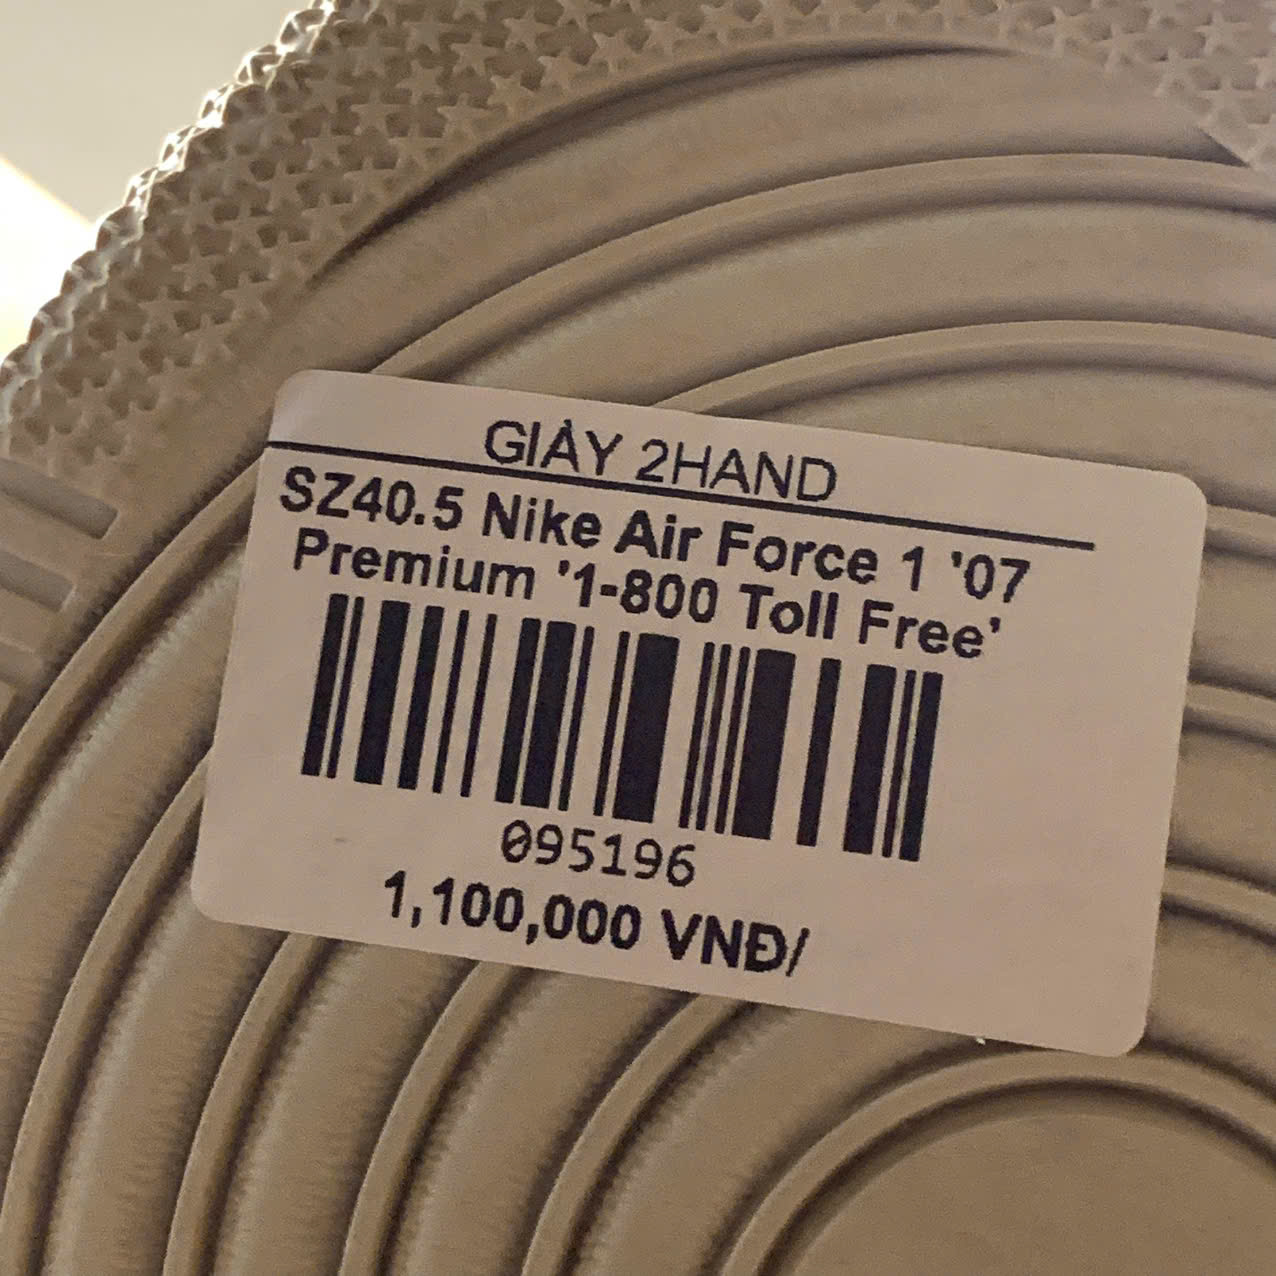 GIÀY 2HAND
SZ40.5 Nike Air Force 1 '07
Premium '1-800 Toll Free'
095196
1,100,000 VNĐ/